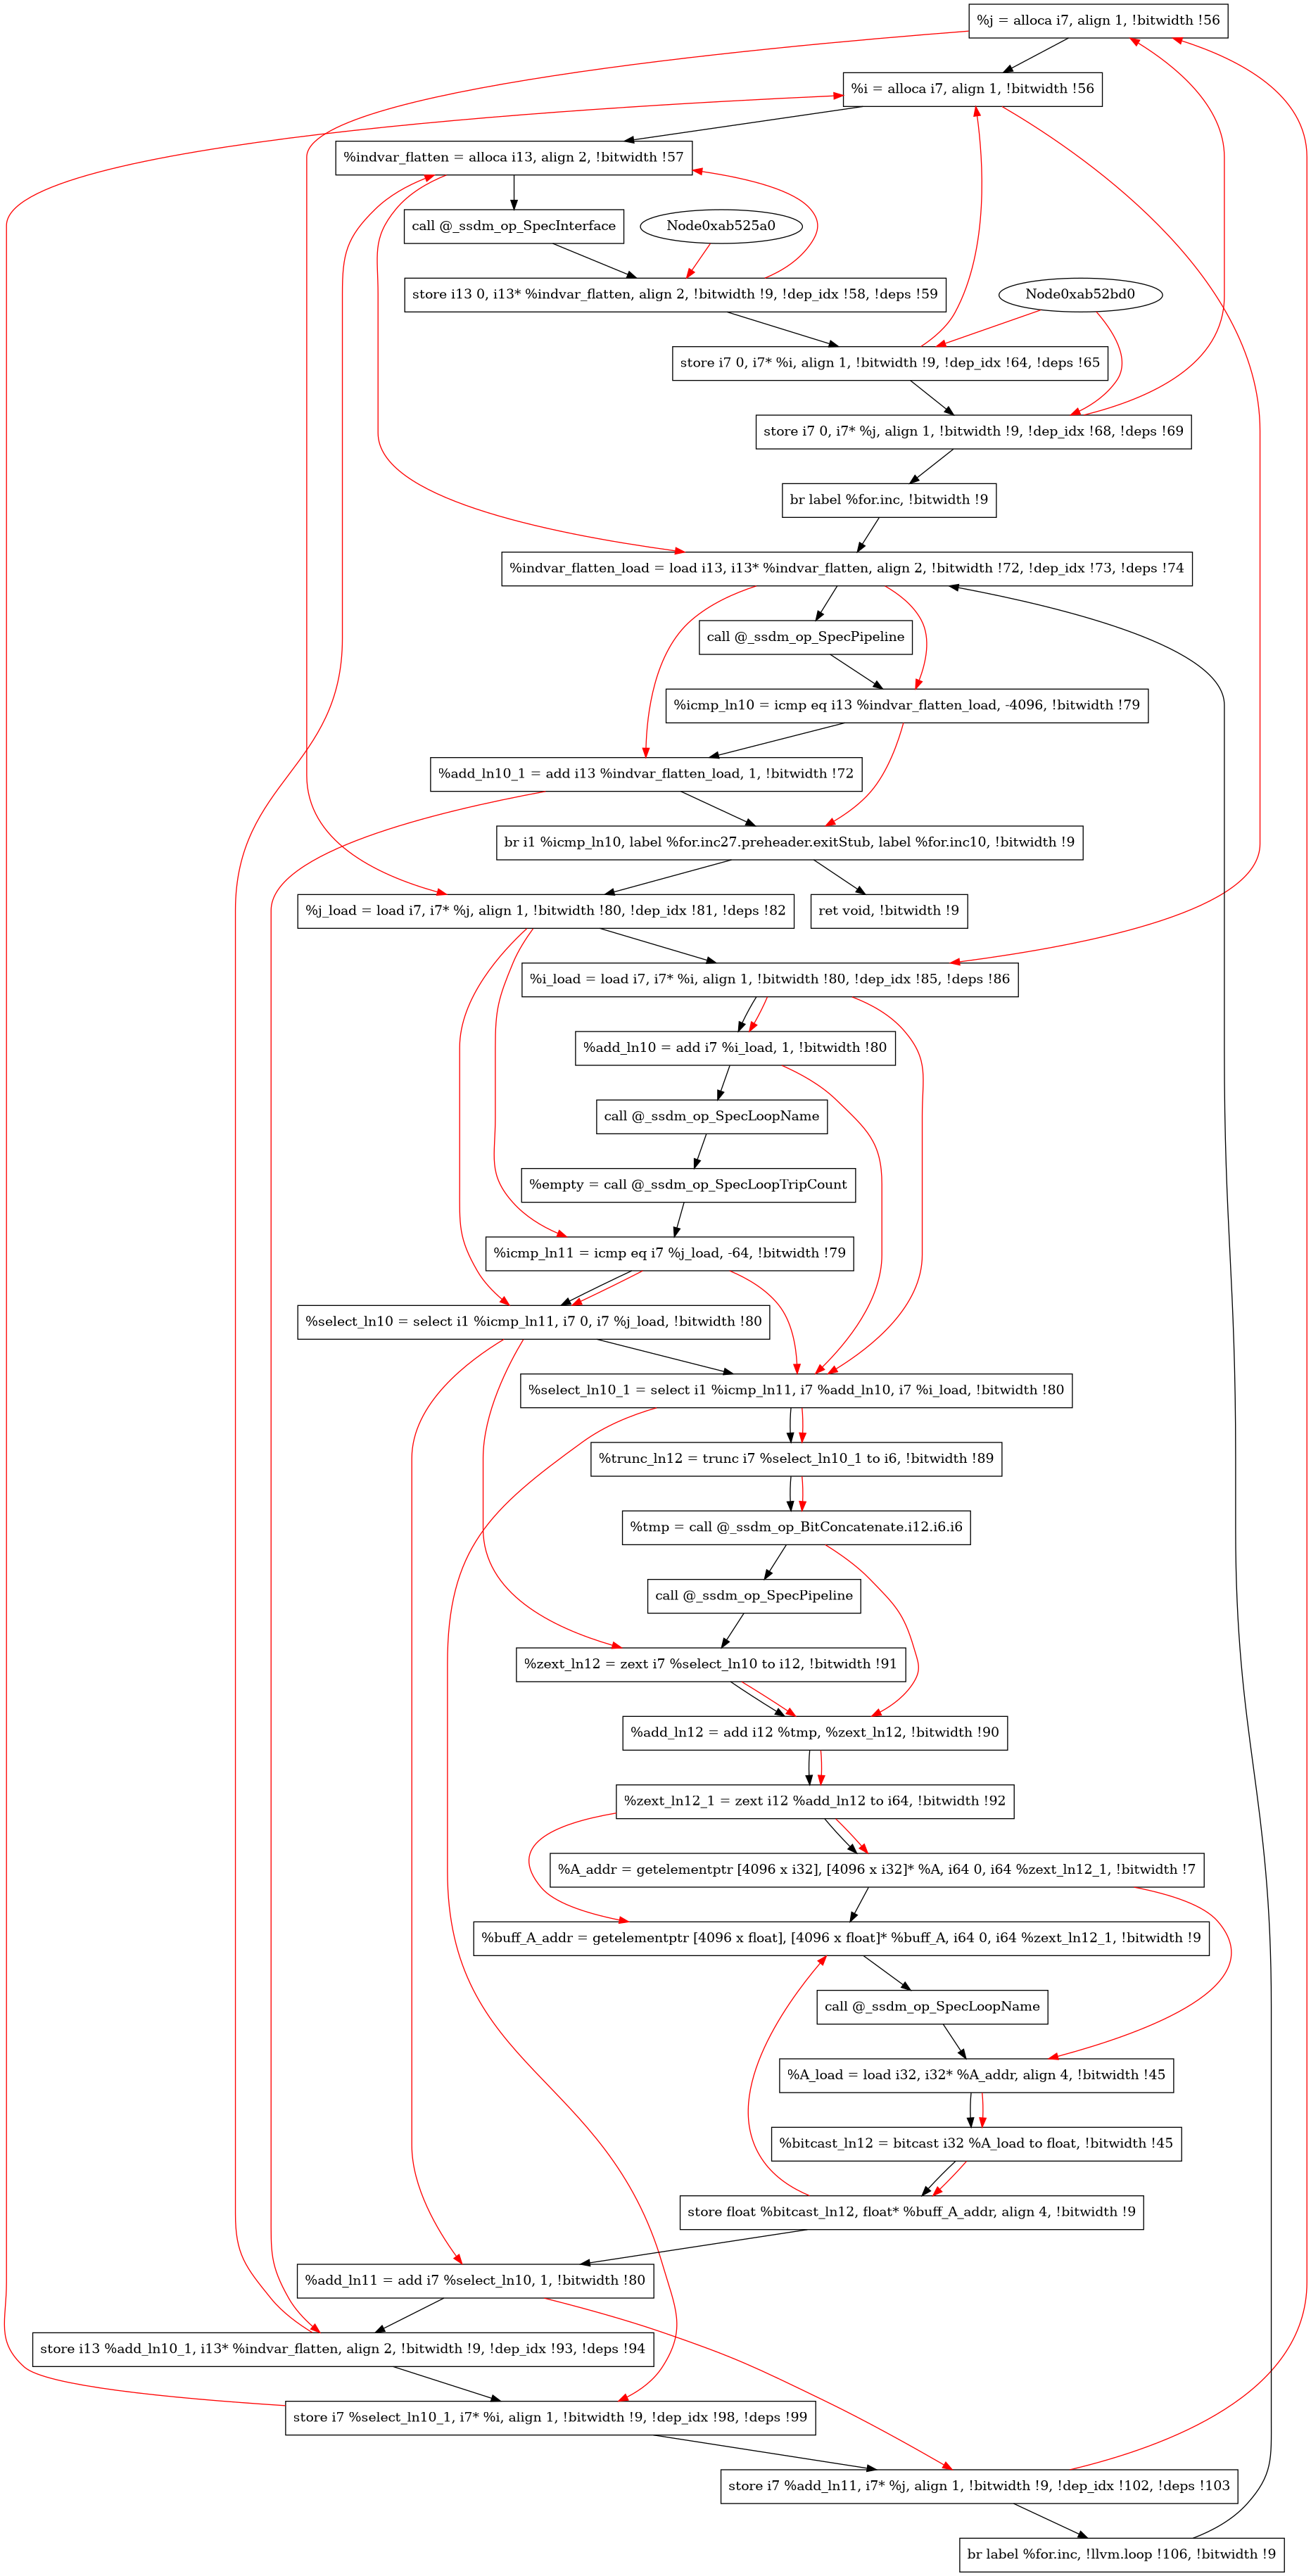 %j = alloca i7, align 1, !bitwidth !56
%i = alloca i7, align 1, !bitwidth !56
%indvar_flatten = alloca i13, align 2, !bitwidth !57
call @_ssdm_op_SpecInterface
Node0xab525a0
store i13 0, i13* %indvar_flatten, align 2, !bitwidth !9, !dep_idx !58, !deps !59
Node0xab52bd0
store i7 0, i7* %i, align 1, !bitwidth !9, !dep_idx !64, !deps !65
store i7 0, i7* %j, align 1, !bitwidth !9, !dep_idx !68, !deps !69
br label %for.inc, !bitwidth !9
%indvar_flatten_load = load i13, i13* %indvar_flatten, align 2, !bitwidth !72, !dep_idx !73, !deps !74
call @_ssdm_op_SpecPipeline
%icmp_ln10 = icmp eq i13 %indvar_flatten_load, -4096, !bitwidth !79
%add_ln10_1 = add i13 %indvar_flatten_load, 1, !bitwidth !72
br i1 %icmp_ln10, label %for.inc27.preheader.exitStub, label %for.inc10, !bitwidth !9
%j_load = load i7, i7* %j, align 1, !bitwidth !80, !dep_idx !81, !deps !82
ret void, !bitwidth !9
%i_load = load i7, i7* %i, align 1, !bitwidth !80, !dep_idx !85, !deps !86
%add_ln10 = add i7 %i_load, 1, !bitwidth !80
call @_ssdm_op_SpecLoopName
%empty = call @_ssdm_op_SpecLoopTripCount
%icmp_ln11 = icmp eq i7 %j_load, -64, !bitwidth !79
%select_ln10 = select i1 %icmp_ln11, i7 0, i7 %j_load, !bitwidth !80
%select_ln10_1 = select i1 %icmp_ln11, i7 %add_ln10, i7 %i_load, !bitwidth !80
%trunc_ln12 = trunc i7 %select_ln10_1 to i6, !bitwidth !89
%tmp = call @_ssdm_op_BitConcatenate.i12.i6.i6
call @_ssdm_op_SpecPipeline
%zext_ln12 = zext i7 %select_ln10 to i12, !bitwidth !91
%add_ln12 = add i12 %tmp, %zext_ln12, !bitwidth !90
%zext_ln12_1 = zext i12 %add_ln12 to i64, !bitwidth !92
%A_addr = getelementptr [4096 x i32], [4096 x i32]* %A, i64 0, i64 %zext_ln12_1, !bitwidth !7
%buff_A_addr = getelementptr [4096 x float], [4096 x float]* %buff_A, i64 0, i64 %zext_ln12_1, !bitwidth !9
call @_ssdm_op_SpecLoopName
%A_load = load i32, i32* %A_addr, align 4, !bitwidth !45
%bitcast_ln12 = bitcast i32 %A_load to float, !bitwidth !45
store float %bitcast_ln12, float* %buff_A_addr, align 4, !bitwidth !9
%add_ln11 = add i7 %select_ln10, 1, !bitwidth !80
store i13 %add_ln10_1, i13* %indvar_flatten, align 2, !bitwidth !9, !dep_idx !93, !deps !94
store i7 %select_ln10_1, i7* %i, align 1, !bitwidth !9, !dep_idx !98, !deps !99
store i7 %add_ln11, i7* %j, align 1, !bitwidth !9, !dep_idx !102, !deps !103
br label %for.inc, !llvm.loop !106, !bitwidth !9